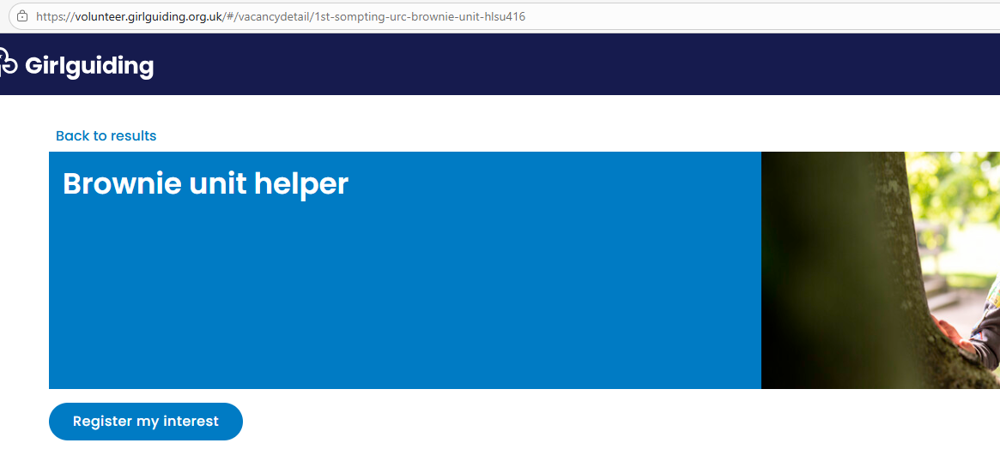 https://volunteer.girlguiding.org.uk/#/vacancydetail/1st-sompting-urc-brownie-unit-hlsu416
Girlguiding
Back to results
Brownie unit helper
Register my interest